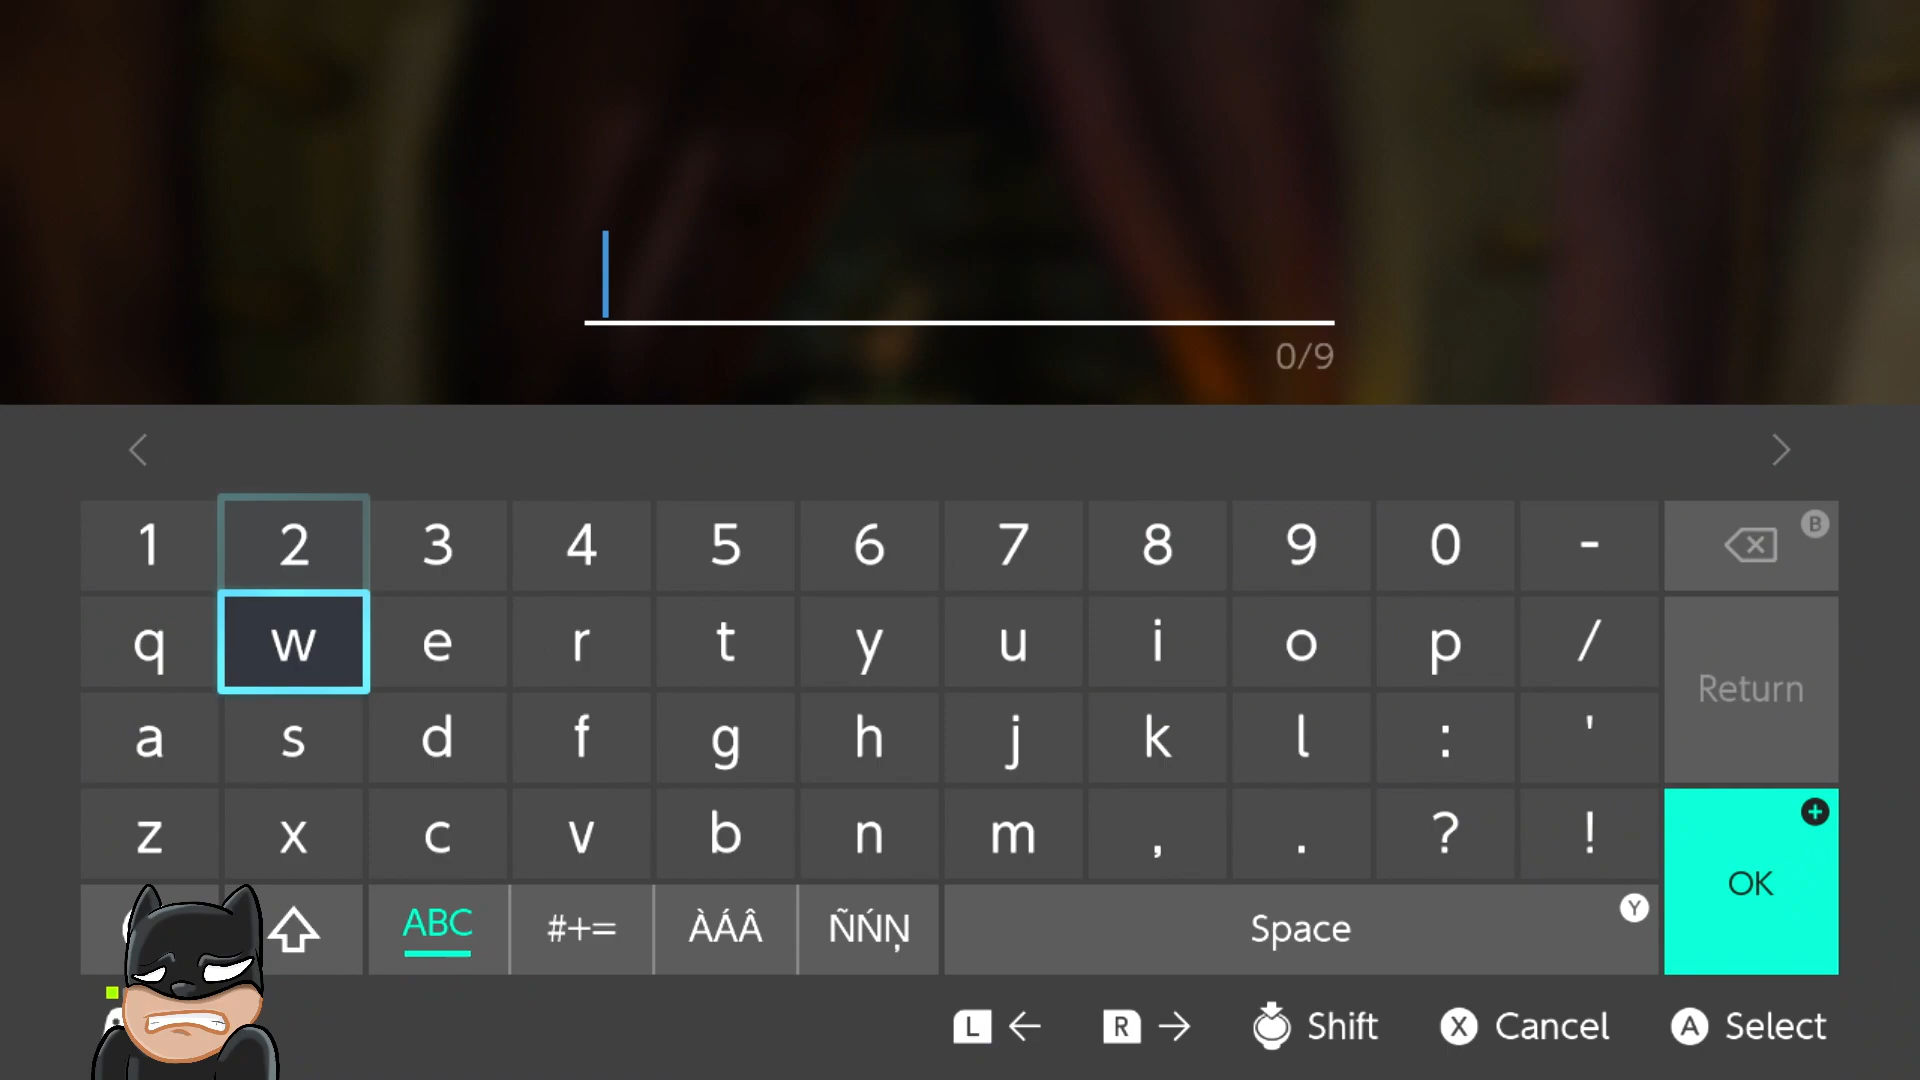 0/9
1 2 3 4 5 6 7 8 9 0 - B
q w e r t y u i o p / Return
a s d f g h j k l : '
z x c v b n m , . ? ! + OK
ABC #+= ÀÁÂ ÑŃŅ Space Y
L ← R → Shift X Cancel A Select